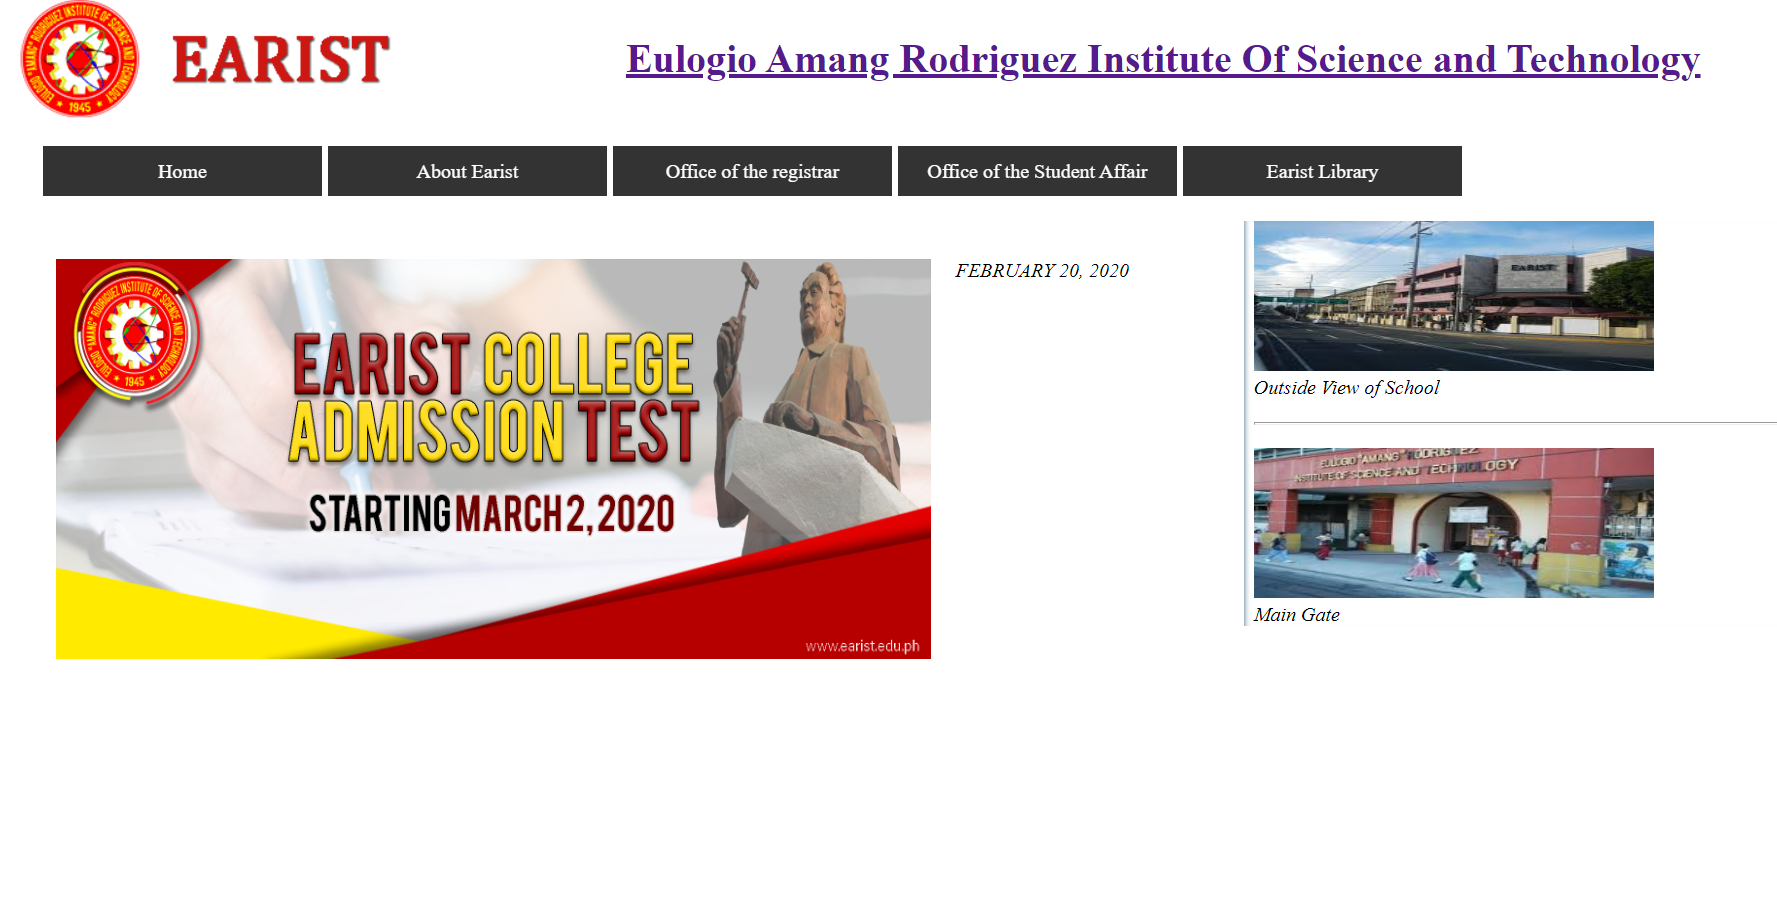 EULOGIO "AMANG" RODRIGUEZ INSTITUTE OF SCIENCE AND TECHNOLOGY
★ 1945 ★
EARIST
Eulogio Amang Rodriguez Institute Of Science and Technology
Home
About Earist
Office of the registrar
Office of the Student Affair
Earist Library
EULOGIO "AMANG" RODRIGUEZ INSTITUTE OF SCIENCE AND TECHNOLOGY
★ 1945 ★
EARIST COLLEGE
ADMISSION TEST
STARTING MARCH 2, 2020
www.earist.edu.ph
FEBRUARY 20, 2020
EARIST
Outside View of School
EULOGIO "AMANG" RODRIGUEZ
INSTITUTE OF SCIENCE AND TECHNOLOGY
Main Gate